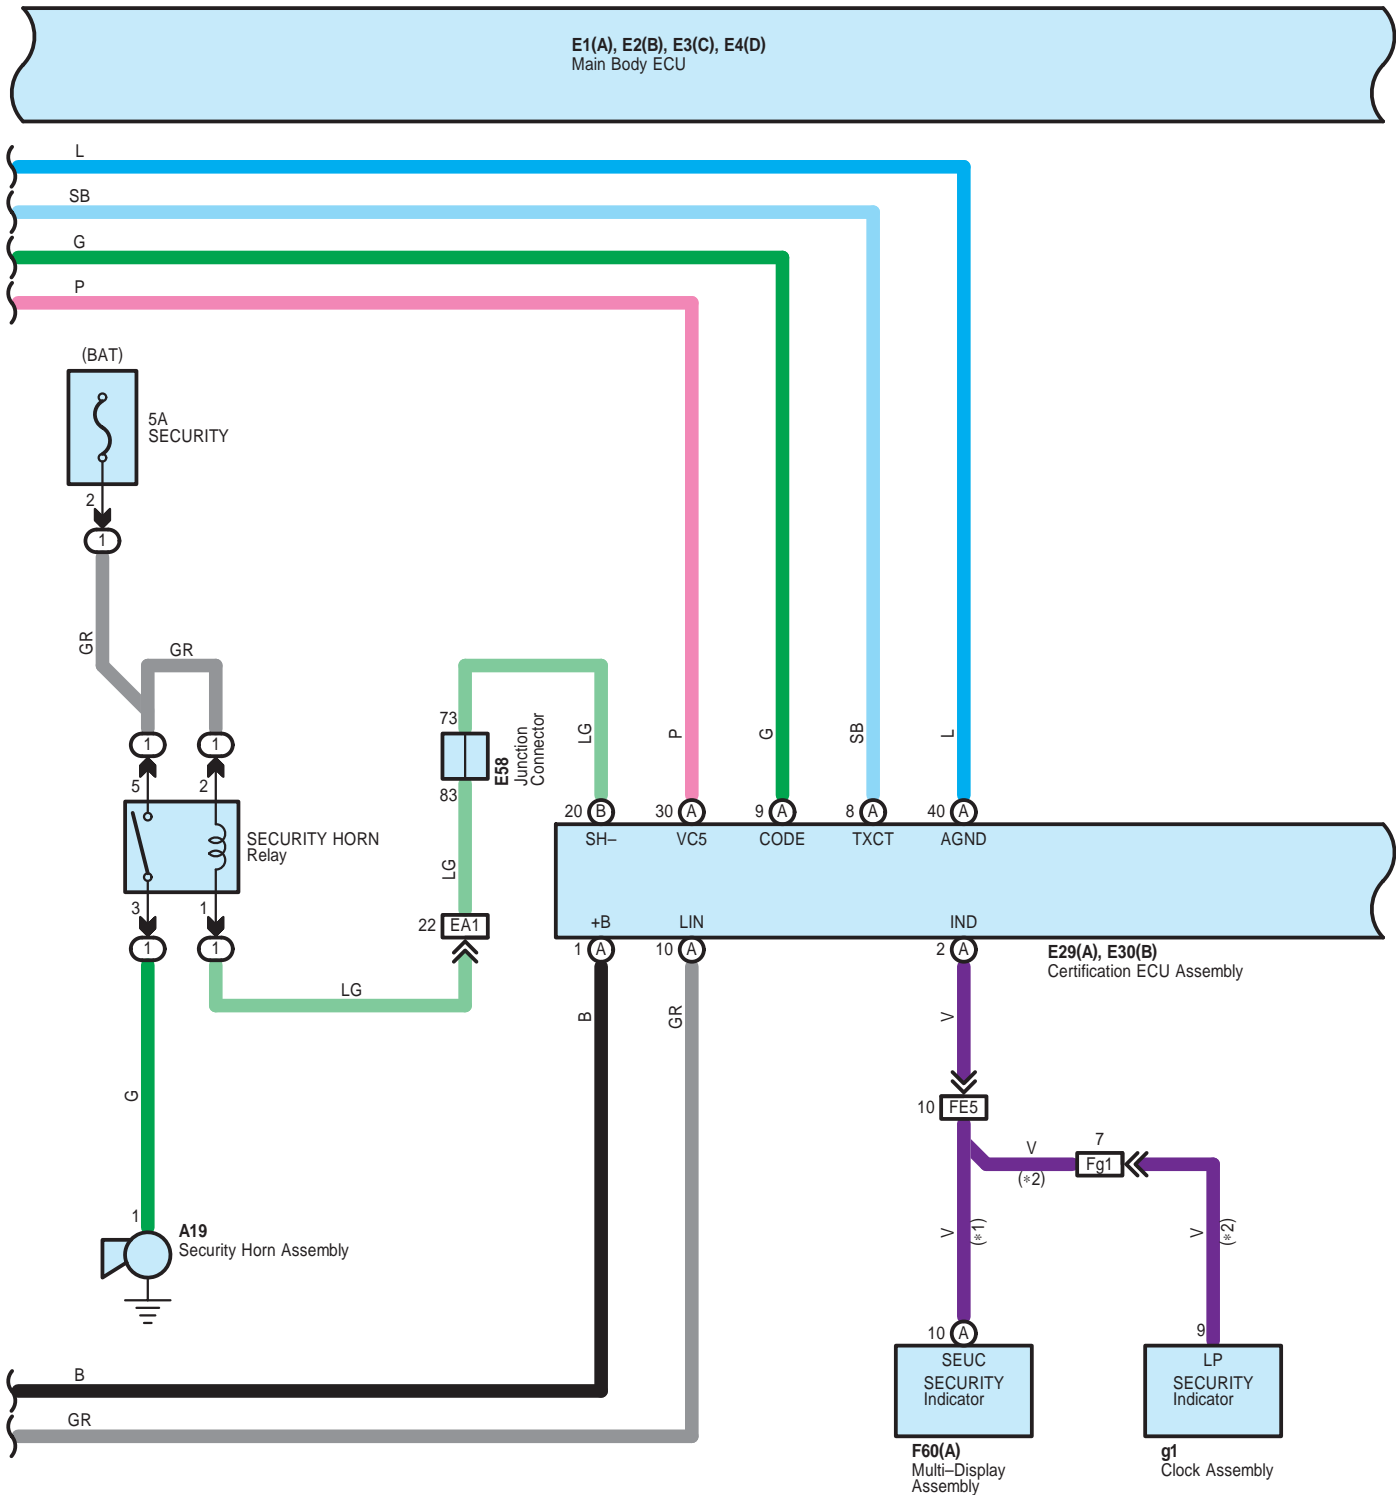 E1(A), E2(B), E3(C), E4(D)
Main Body ECU
L
SB
G
P
(BAT)
5A
SECURITY
2
1
GR
GR
1
1
5
2
SECURITY HORN
Relay
3
1
1
1
LG
G
1
A19
Security Horn Assembly
73
E58
Junction
Connector
83
LG
22
EA1
LG
P
G
SB
L
20
B
30
A
9
A
8
A
40
A
SH–
VC5
CODE
TXCT
AGND
+B
LIN
IND
1
A
10
A
2
A
E29(A), E30(B)
Certification ECU Assembly
B
GR
V
10
FE5
V
(*2)
7
Fg1
V
(*1)
V
(*2)
10
A
9
SEUC
SECURITY
Indicator
LP
SECURITY
Indicator
F60(A)
Multi–Display
Assembly
g1
Clock Assembly
B
GR